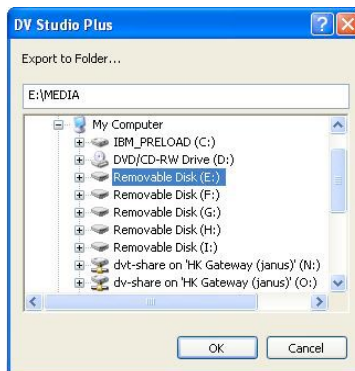 DV Studio Plus
Export to Folder...
E:\MEDIA
My Computer
IBM_PRELOAD (C:)
DVD/CD-RW Drive (D:)
Removable Disk (E:)
Removable Disk (F:)
Removable Disk (G:)
Removable Disk (H:)
Removable Disk (I:)
dvt-share on 'HK Gateway (janus)' (N:)
dv-share on 'HK Gateway (janus)' (O:)
OK Cancel